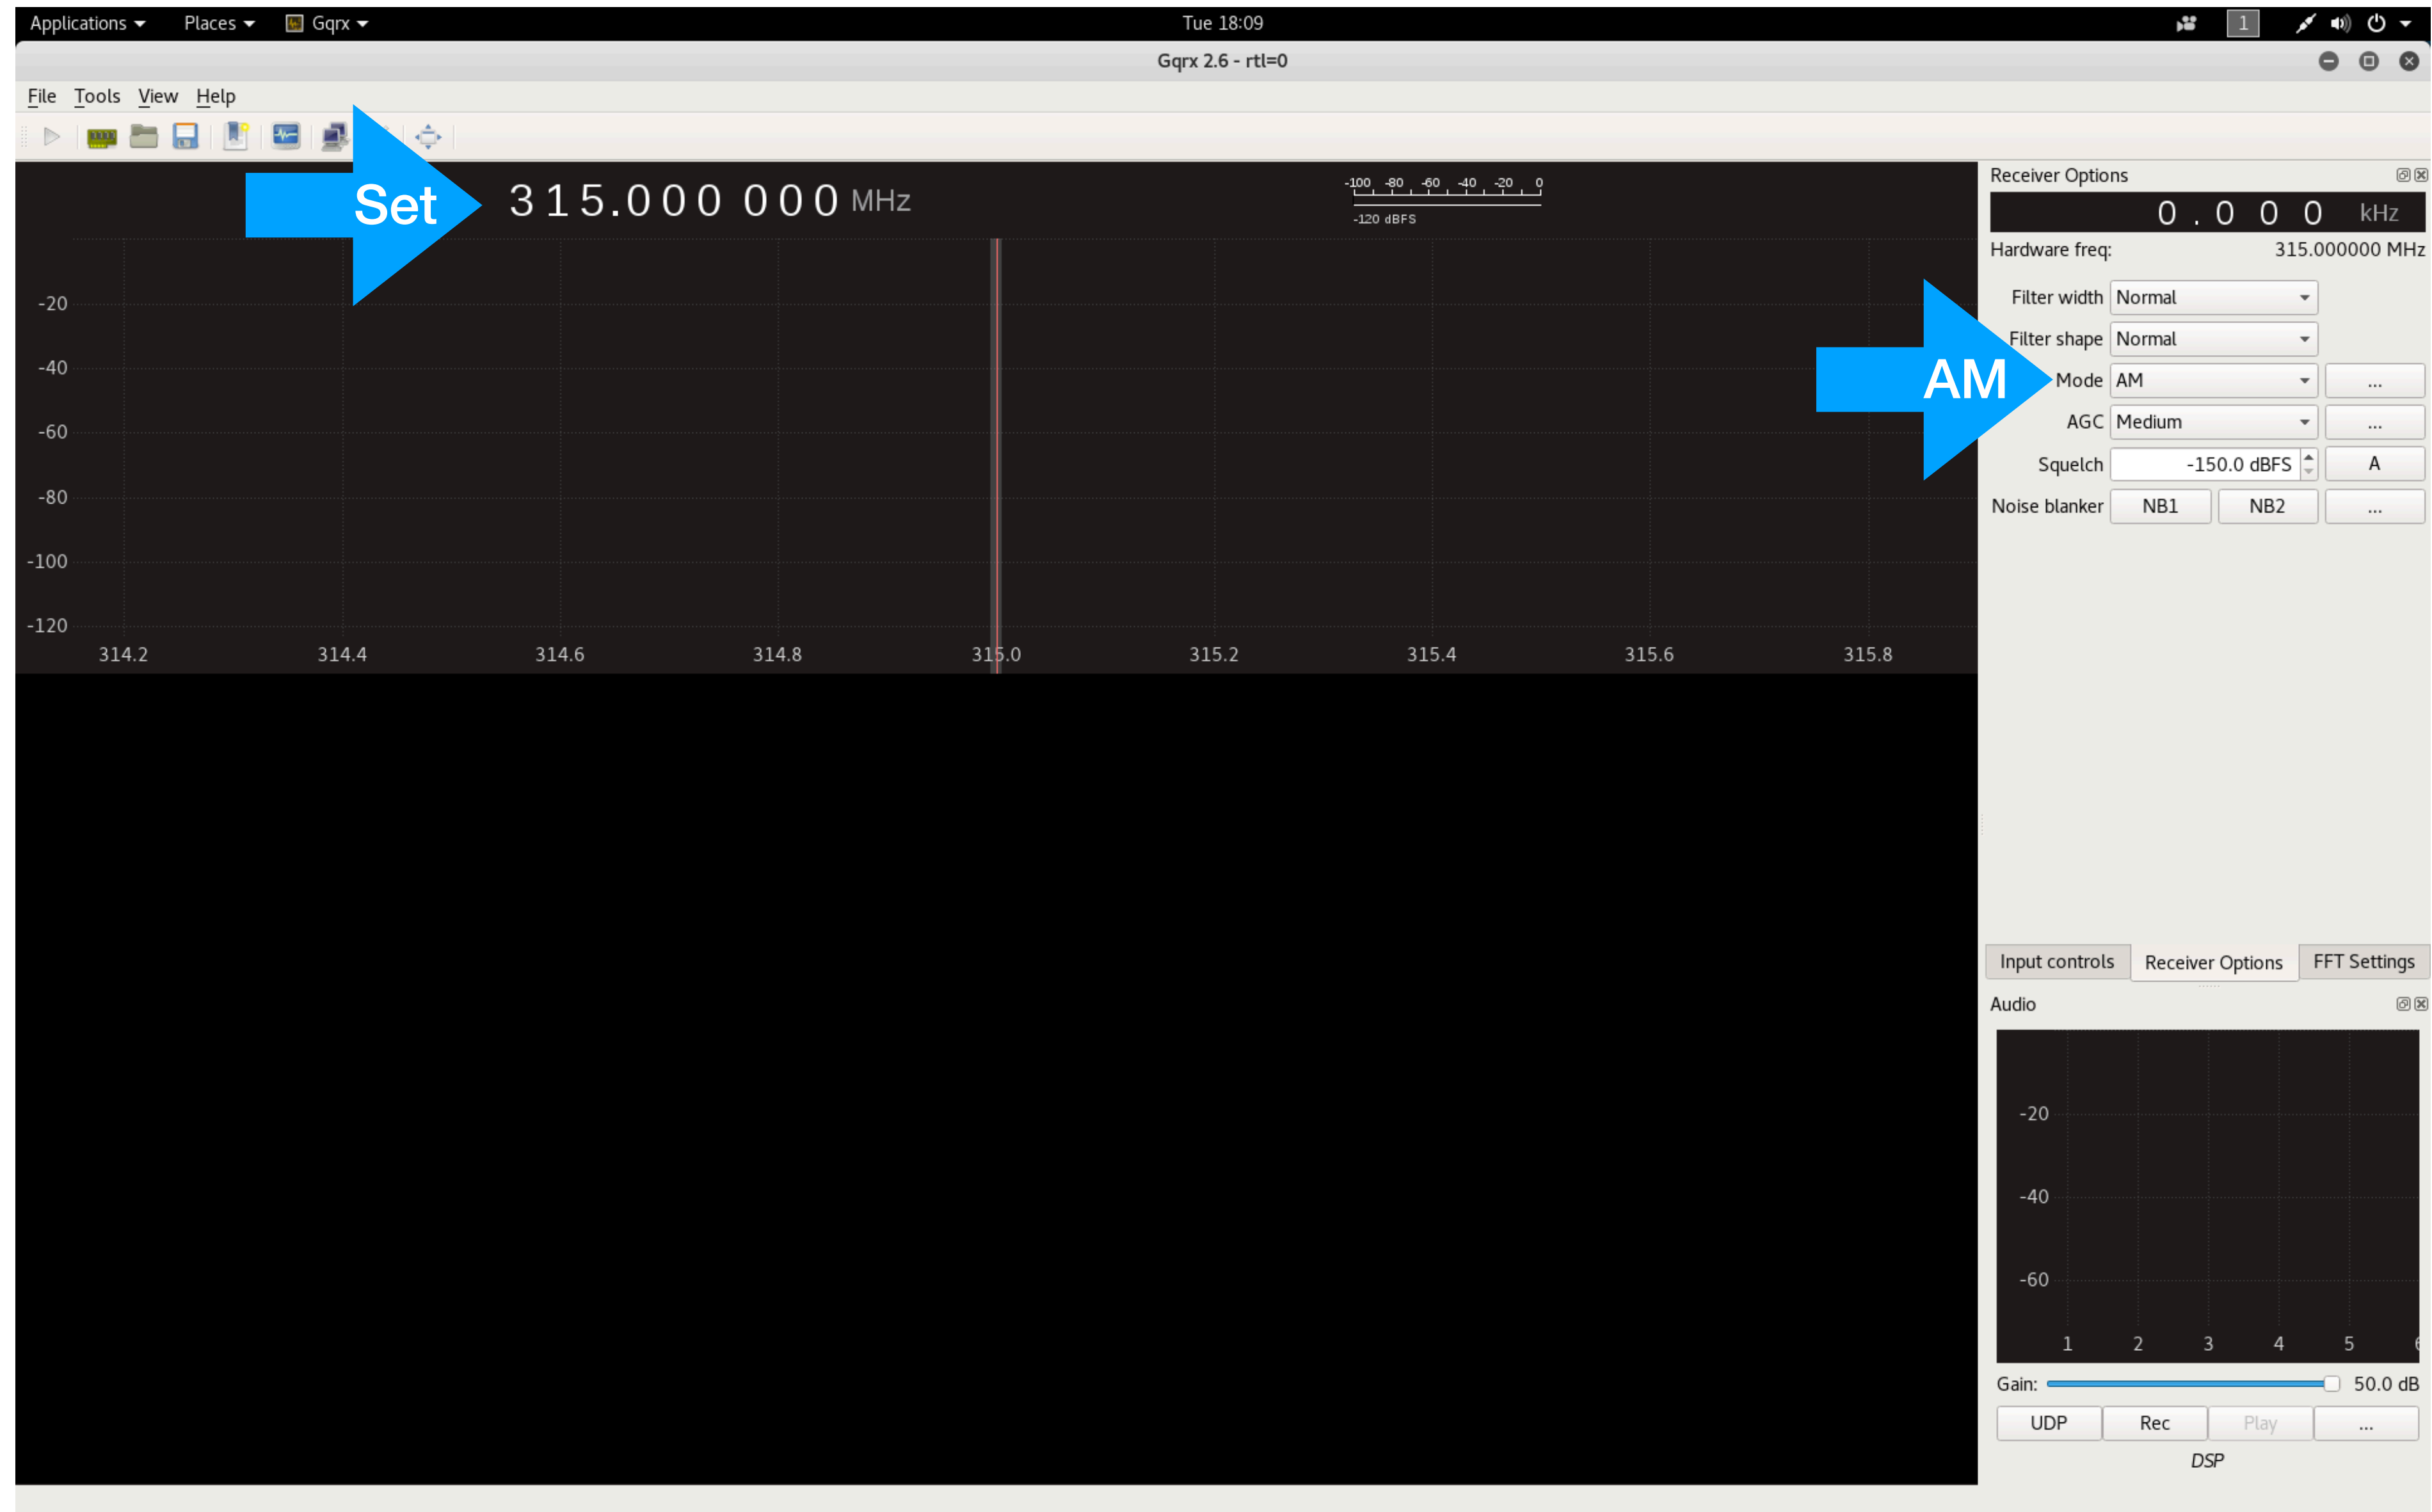 Applications Places Gqrx Tue 18:09 1
Gqrx 2.6 - rtl=0
File Tools View Help
Set 315.000 000 MHz
-100 -80 -60 -40 -20 0
-120 dBFS
-20
-40
-60
-80
-100
-120
314.2 314.4 314.6 314.8 315.0 315.2 315.4 315.6 315.8
Receiver Options
0.000 kHz
Hardware freq: 315.000000 MHz
Filter width Normal
Filter shape Normal
AM Mode AM ...
AGC Medium ...
Squelch -150.0 dBFS A
Noise blanker NB1 NB2 ...
Input controls Receiver Options FFT Settings
Audio
-20
-40
-60
1 2 3 4 5
Gain: 50.0 dB
UDP Rec Play ...
DSP